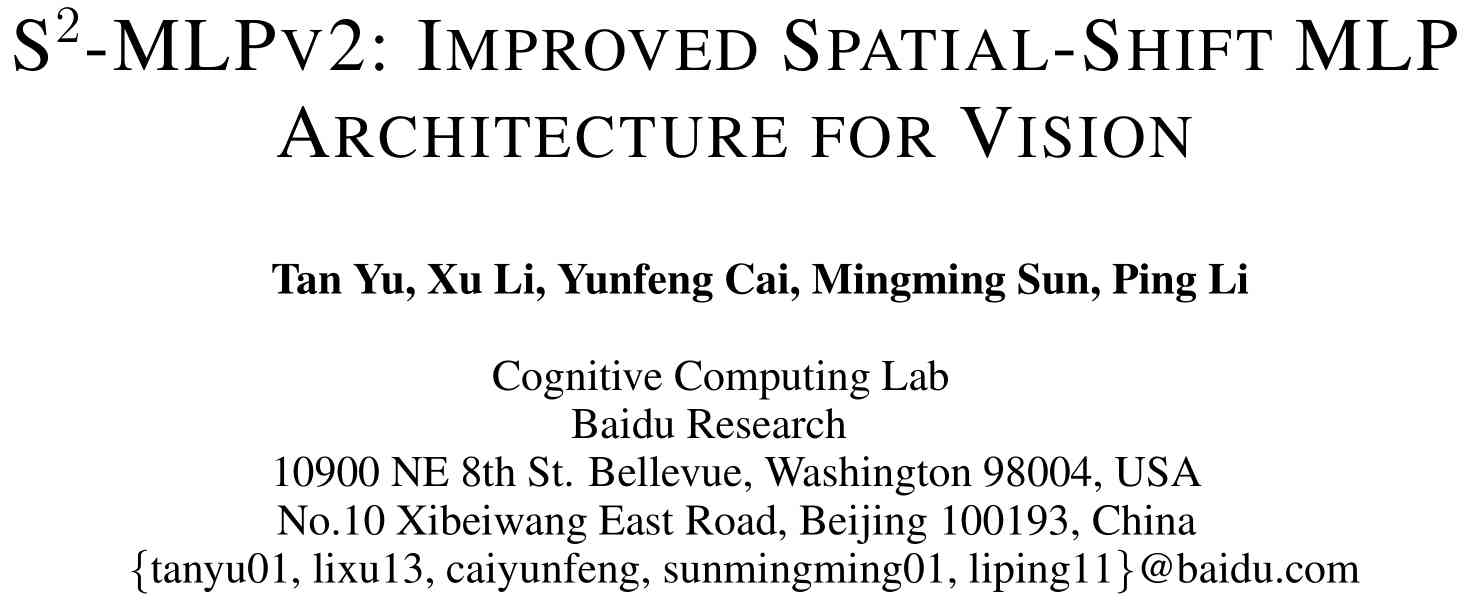 S²-MLPV2: IMPROVED SPATIAL-SHIFT MLP
ARCHITECTURE FOR VISION
Tan Yu, Xu Li, Yunfeng Cai, Mingming Sun, Ping Li
Cognitive Computing Lab
Baidu Research
10900 NE 8th St. Bellevue, Washington 98004, USA
No.10 Xibeiwang East Road, Beijing 100193, China
{tanyu01, lixu13, caiyunfeng, sunmingming01, liping11}@baidu.com